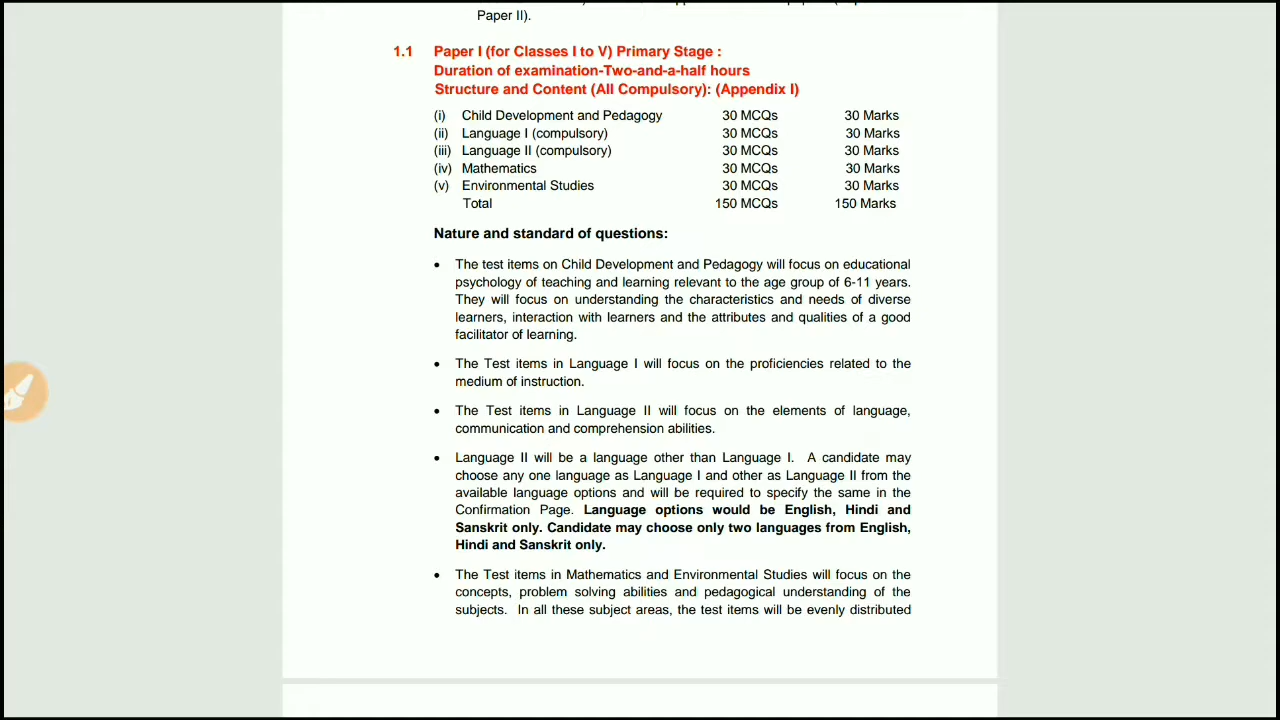 Paper II).
1.1 Paper I (for Classes I to V) Primary Stage :
Duration of examination-Two-and-a-half hours
Structure and Content (All Compulsory): (Appendix I)
(i) Child Development and Pedagogy 30 MCQs 30 Marks
(ii) Language I (compulsory) 30 MCQs 30 Marks
(iii) Language II (compulsory) 30 MCQs 30 Marks
(iv) Mathematics 30 MCQs 30 Marks
(v) Environmental Studies 30 MCQs 30 Marks
Total 150 MCQs 150 Marks
Nature and standard of questions:
• The test items on Child Development and Pedagogy will focus on educational
psychology of teaching and learning relevant to the age group of 6-11 years.
They will focus on understanding the characteristics and needs of diverse
learners, interaction with learners and the attributes and qualities of a good
facilitator of learning.
• The Test items in Language I will focus on the proficiencies related to the
medium of instruction.
• The Test items in Language II will focus on the elements of language,
communication and comprehension abilities.
• Language II will be a language other than Language I. A candidate may
choose any one language as Language I and other as Language II from the
available language options and will be required to specify the same in the
Confirmation Page. Language options would be English, Hindi and
Sanskrit only. Candidate may choose only two languages from English,
Hindi and Sanskrit only.
• The Test items in Mathematics and Environmental Studies will focus on the
concepts, problem solving abilities and pedagogical understanding of the
subjects. In all these subject areas, the test items will be evenly distributed